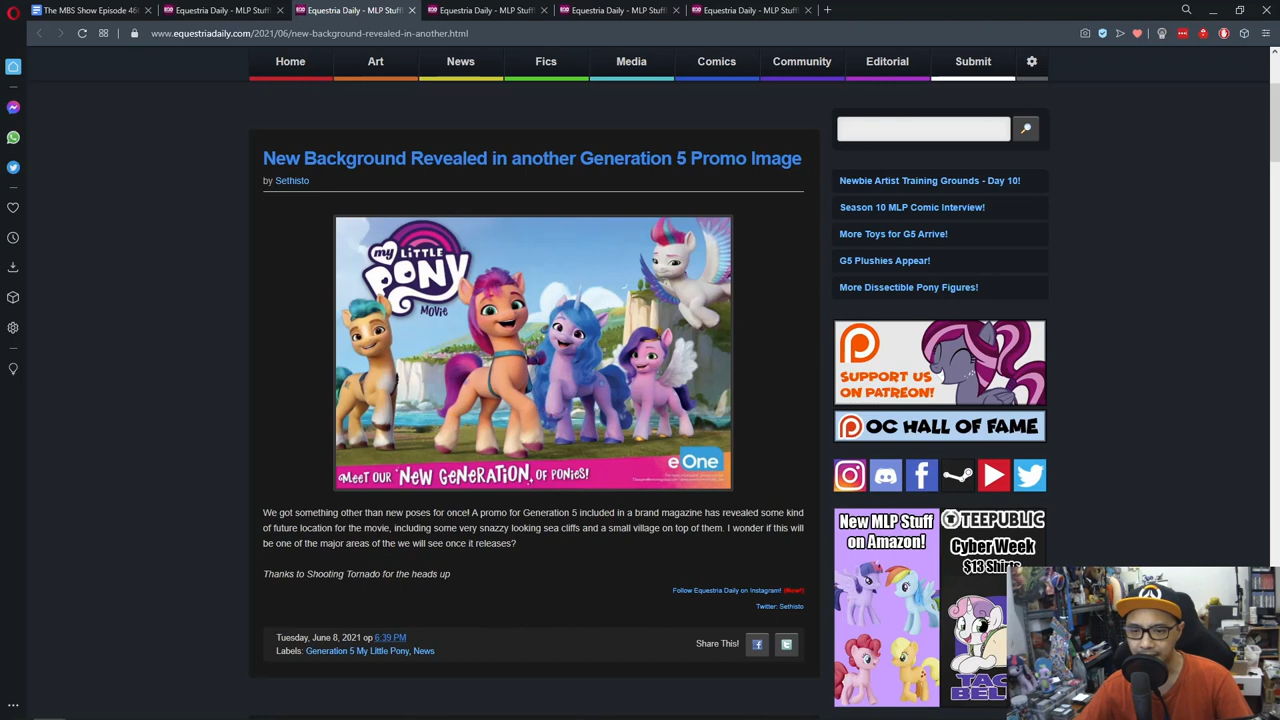 The MBS Show Episode 46
Equestria Daily - MLP Stuff!
Equestria Daily - MLP Stuf
Equestria Daily - MLP Stuff!
Equestria Daily - MLP Stuff!
Equestria Daily - MLP Stuff!
www.equestriadaily.com/2021/06/new-background-revealed-in-another.html
Home
Art
News
Fics
Media
Comics
Community
Editorial
Submit
New Background Revealed in another Generation 5 Promo Image
by Sethisto
my LiTTLE
PONY
MOViE
MEET OUR NEW GENERATION, OF PONIES!
eOne
We got something other than new poses for once! A promo for Generation 5 included in a brand magazine has revealed some kind
of future location for the movie, including some very snazzy looking sea cliffs and a small village on top of them. I wonder if this will
be one of the major areas of the we will see once it releases?
Thanks to Shooting Tornado for the heads up
Follow Equestria Daily on Instagram! (New!)
Twitter: Sethisto
Tuesday, June 8, 2021 op 6:39 PM
Labels: Generation 5 My Little Pony, News
Share This!
Newbie Artist Training Grounds - Day 10!
Season 10 MLP Comic Interview!
More Toys for G5 Arrive!
G5 Plushies Appear!
More Dissectible Pony Figures!
SUPPORT US
ON PATREON!
OC HALL OF FAME
New MLP Stuff
on Amazon!
TEEPUBLIC
Cyber Week
$13 Shirts
TAC
BEL